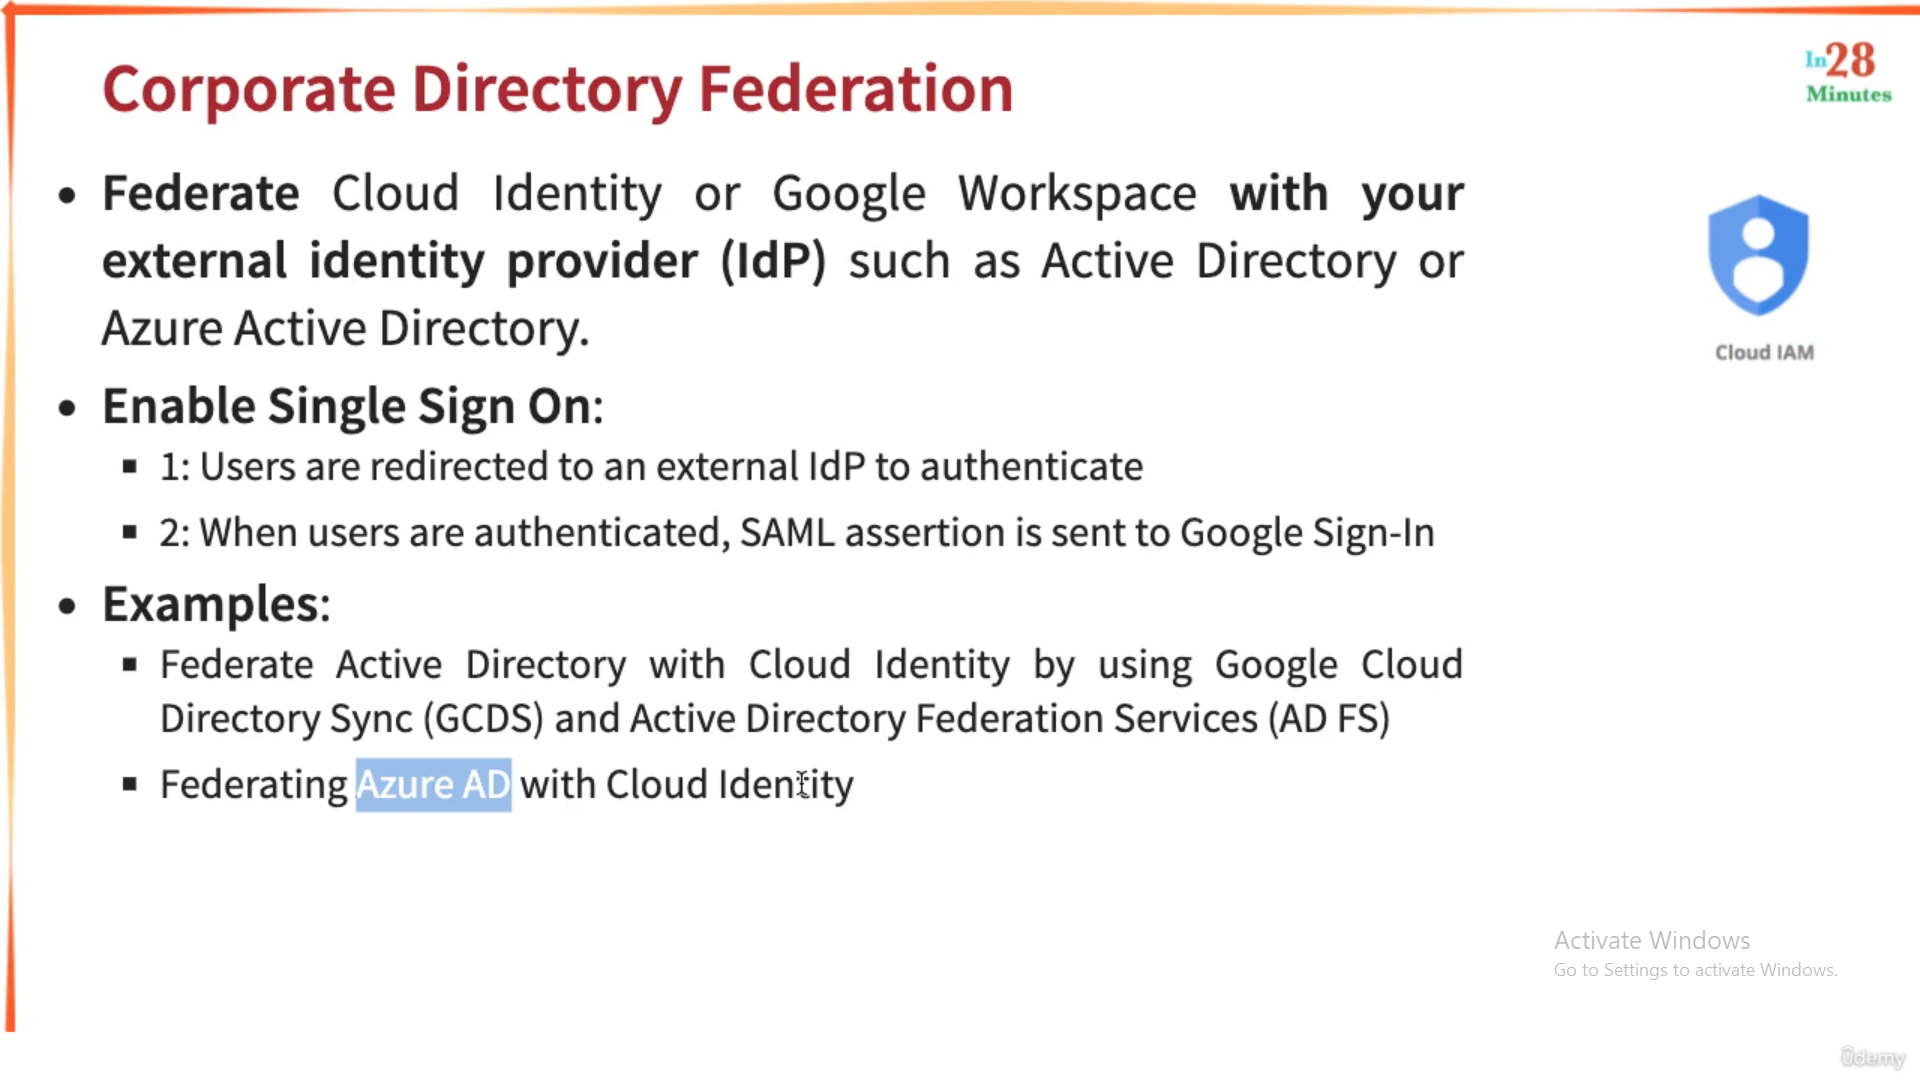 Corporate Directory Federation
In28
Minutes
• Federate Cloud Identity or Google Workspace with your
external identity provider (IdP) such as Active Directory or
Azure Active Directory.
Cloud IAM
• Enable Single Sign On:
▪ 1: Users are redirected to an external IdP to authenticate
▪ 2: When users are authenticated, SAML assertion is sent to Google Sign-In
• Examples:
▪ Federate Active Directory with Cloud Identity by using Google Cloud
Directory Sync (GCDS) and Active Directory Federation Services (AD FS)
▪ Federating Azure AD with Cloud Identity
Activate Windows
Go to Settings to activate Windows.
ûdemy